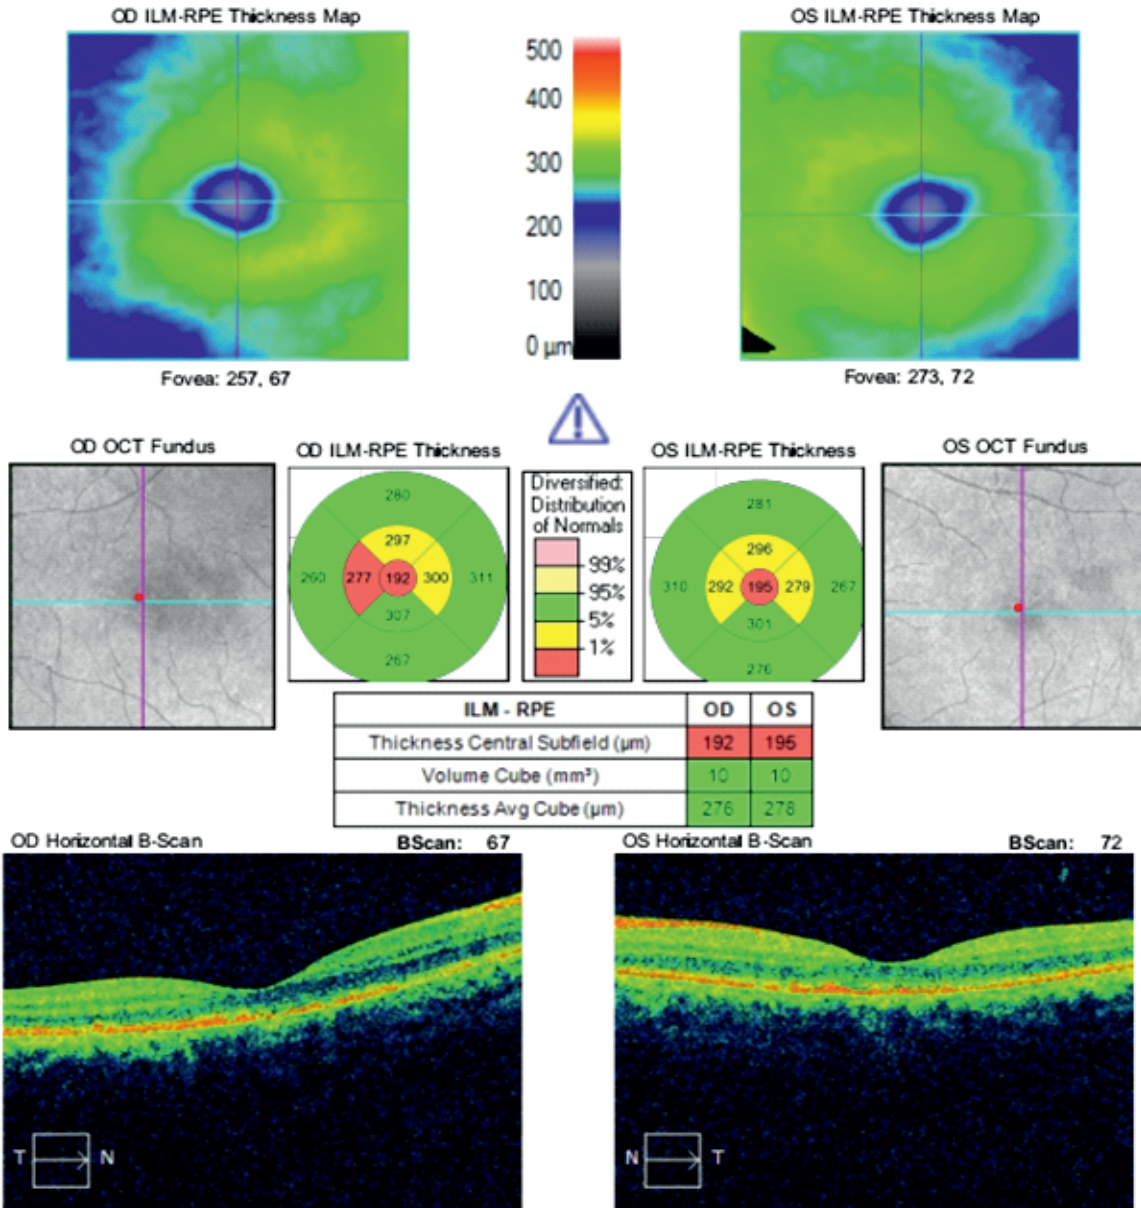 OD ILM-RPE Thickness Map
OS ILM-RPE Thickness Map
500
400
300
200
100
0 µm
Fovea: 257, 67
Fovea: 273, 72
OD OCT Fundus
OD ILM-RPE Thickness
OS ILM-RPE Thickness
OS OCT Fundus
280
297
260 277 192 300 311
307
267
Diversified:
Distribution
of Normals
99%
95%
5%
1%
281
296
310 292 195 279 267
301
276
ILM - RPE OD OS
Thickness Central Subfield (µm) 192 195
Volume Cube (mm³) 10 10
Thickness Avg Cube (µm) 276 278
OD Horizontal B-Scan BScan: 67
OS Horizontal B-Scan BScan: 72
T N
N T